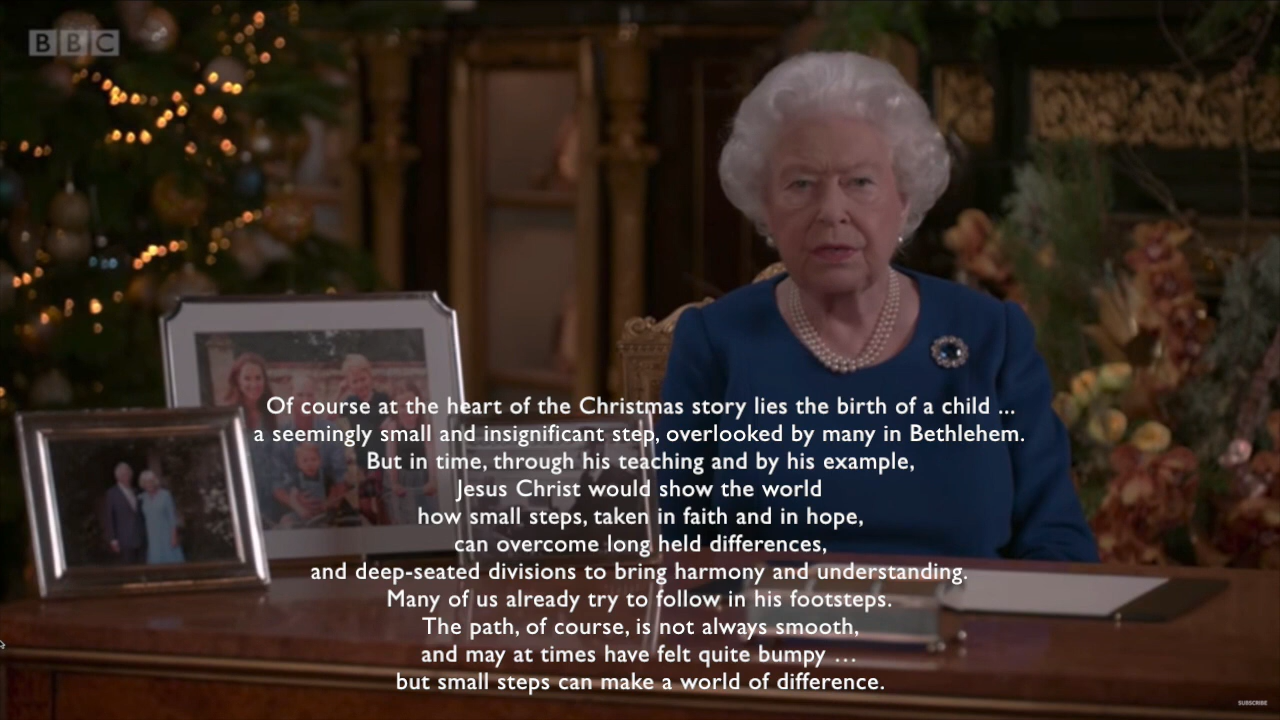 BBC
Of course at the heart of the Christmas story lies the birth of a child ...
a seemingly small and insignificant step, overlooked by many in Bethlehem.
But in time, through his teaching and by his example,
Jesus Christ would show the world
how small steps, taken in faith and in hope,
can overcome long held differences,
and deep-seated divisions to bring harmony and understanding.
Many of us already try to follow in his footsteps.
The path, of course, is not always smooth,
and may at times have felt quite bumpy …
but small steps can make a world of difference.
SUBSCRIBE